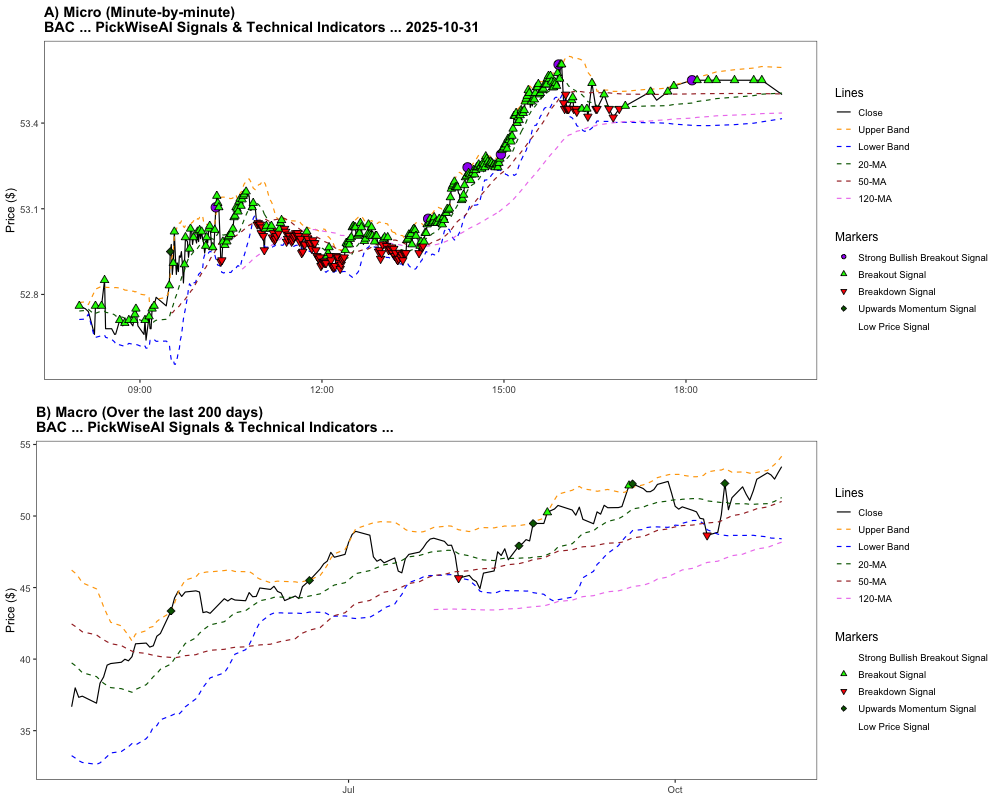 A) Micro (Minute-by-minute)
BAC ... PickWiseAI Signals & Technical Indicators ... 2025-10-31
Price ($)
53.4
53.1
52.8
09:00
12:00
15:00
18:00
Lines
Close
Upper Band
Lower Band
20-MA
50-MA
120-MA
Markers
Strong Bullish Breakout Signal
Breakout Signal
Breakdown Signal
Upwards Momentum Signal
Low Price Signal
B) Macro (Over the last 200 days)
BAC ... PickWiseAI Signals & Technical Indicators ...
Price ($)
55
50
45
40
35
Jul
Oct
Lines
Close
Upper Band
Lower Band
20-MA
50-MA
120-MA
Markers
Strong Bullish Breakout Signal
Breakout Signal
Breakdown Signal
Upwards Momentum Signal
Low Price Signal